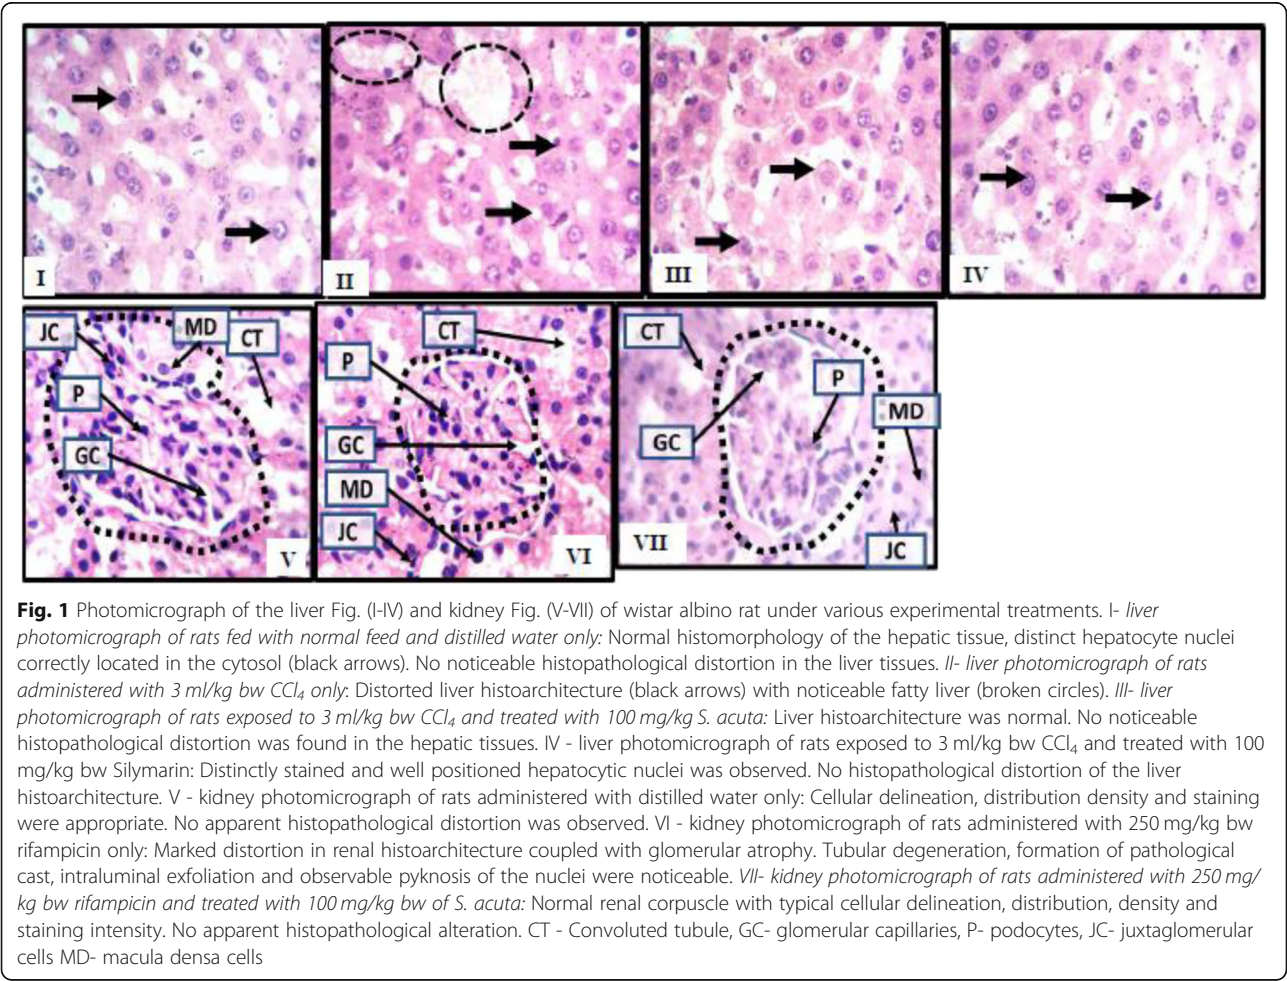 I
II
III
IV
JC
MD
CT
P
GC
V
CT
P
GC
MD
JC
VI
CT
P
MD
GC
VII
JC
Fig. 1 Photomicrograph of the liver Fig. (I-IV) and kidney Fig. (V-VII) of wistar albino rat under various experimental treatments. I- liver
photomicrograph of rats fed with normal feed and distilled water only: Normal histomorphology of the hepatic tissue, distinct hepatocyte nuclei
correctly located in the cytosol (black arrows). No noticeable histopathological distortion in the liver tissues. II- liver photomicrograph of rats
administered with 3 ml/kg bw CCl4 only: Distorted liver histoarchitecture (black arrows) with noticeable fatty liver (broken circles). III- liver
photomicrograph of rats exposed to 3 ml/kg bw CCl4 and treated with 100 mg/kg S. acuta: Liver histoarchitecture was normal. No noticeable
histopathological distortion was found in the hepatic tissues. IV - liver photomicrograph of rats exposed to 3 ml/kg bw CCl4 and treated with 100
mg/kg bw Silymarin: Distinctly stained and well positioned hepatocytic nuclei was observed. No histopathological distortion of the liver
histoarchitecture. V - kidney photomicrograph of rats administered with distilled water only: Cellular delineation, distribution density and staining
were appropriate. No apparent histopathological distortion was observed. VI - kidney photomicrograph of rats administered with 250 mg/kg bw
rifampicin only: Marked distortion in renal histoarchitecture coupled with glomerular atrophy. Tubular degeneration, formation of pathological
cast, intraluminal exfoliation and observable pyknosis of the nuclei were noticeable. VII- kidney photomicrograph of rats administered with 250 mg/
kg bw rifampicin and treated with 100 mg/kg bw of S. acuta: Normal renal corpuscle with typical cellular delineation, distribution, density and
staining intensity. No apparent histopathological alteration. CT - Convoluted tubule, GC- glomerular capillaries, P- podocytes, JC- juxtaglomerular
cells MD- macula densa cells